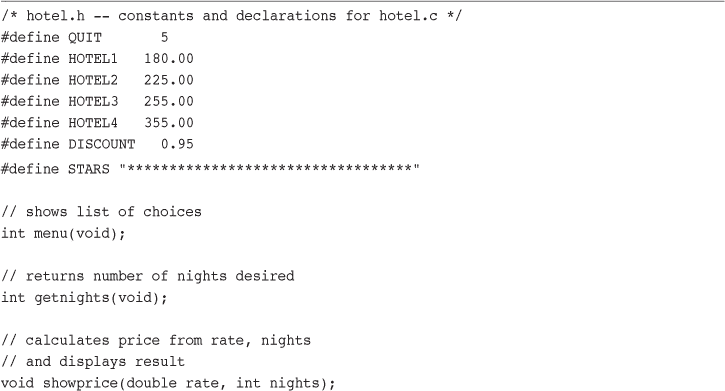 /* hotel.h -- constants and declarations for hotel.c */
#define QUIT       5
#define HOTEL1   180.00
#define HOTEL2   225.00
#define HOTEL3   255.00
#define HOTEL4   355.00
#define DISCOUNT   0.95
#define STARS "**********************************"
// shows list of choices
int menu(void);
// returns number of nights desired
int getnights(void);
// calculates price from rate, nights
// and displays result
void showprice(double rate, int nights);